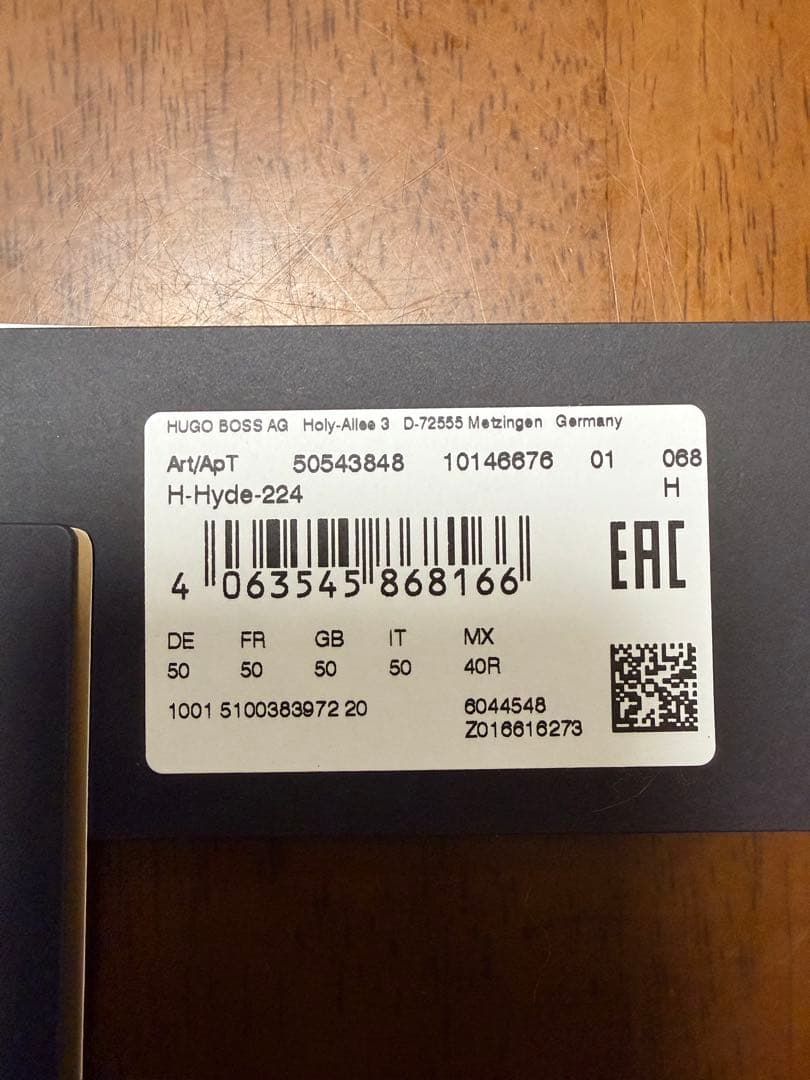 HUGO BOSS AG Holy-Allee 3 D-72555 Metzingen Germany
Art/АрТ 50543848 10146676 01 068
H-Hyde-224 H
4 063545 868166
EAC
DE FR GB IT MX
50 50 50 50 40R
1001 5100383972 20 6044548
Z016616273